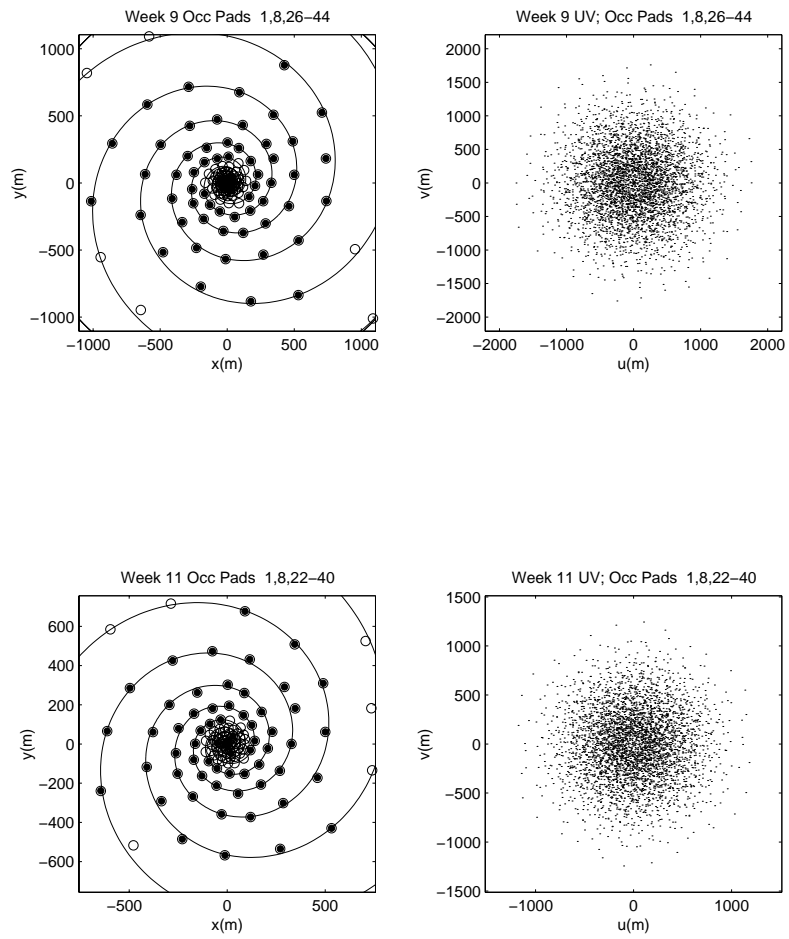 Week 9 Occ Pads  1,8,26−44
1000
500
0
−500
−1000
y(m)
−1000 −500 0 500 1000
x(m)
Week 9 UV; Occ Pads  1,8,26−44
2000
1500
1000
500
0
−500
−1000
−1500
−2000
v(m)
−2000 −1000 0 1000 2000
u(m)
Week 11 Occ Pads  1,8,22−40
600
400
200
0
−200
−400
−600
y(m)
−500 0 500
x(m)
Week 11 UV; Occ Pads  1,8,22−40
1500
1000
500
0
−500
−1000
−1500
v(m)
−1000 0 1000
u(m)